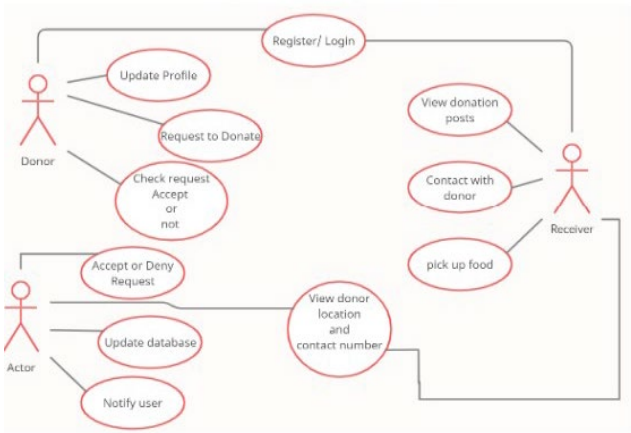 Register/ Login
Update Profile
Request to Donate
Donor
Check request
Accept
or
not
View donation
posts
Contact with
donor
Receiver
pick up food
Accept or Deny
Request
View donor
location
and
contact number
Update database
Actor
Notify user